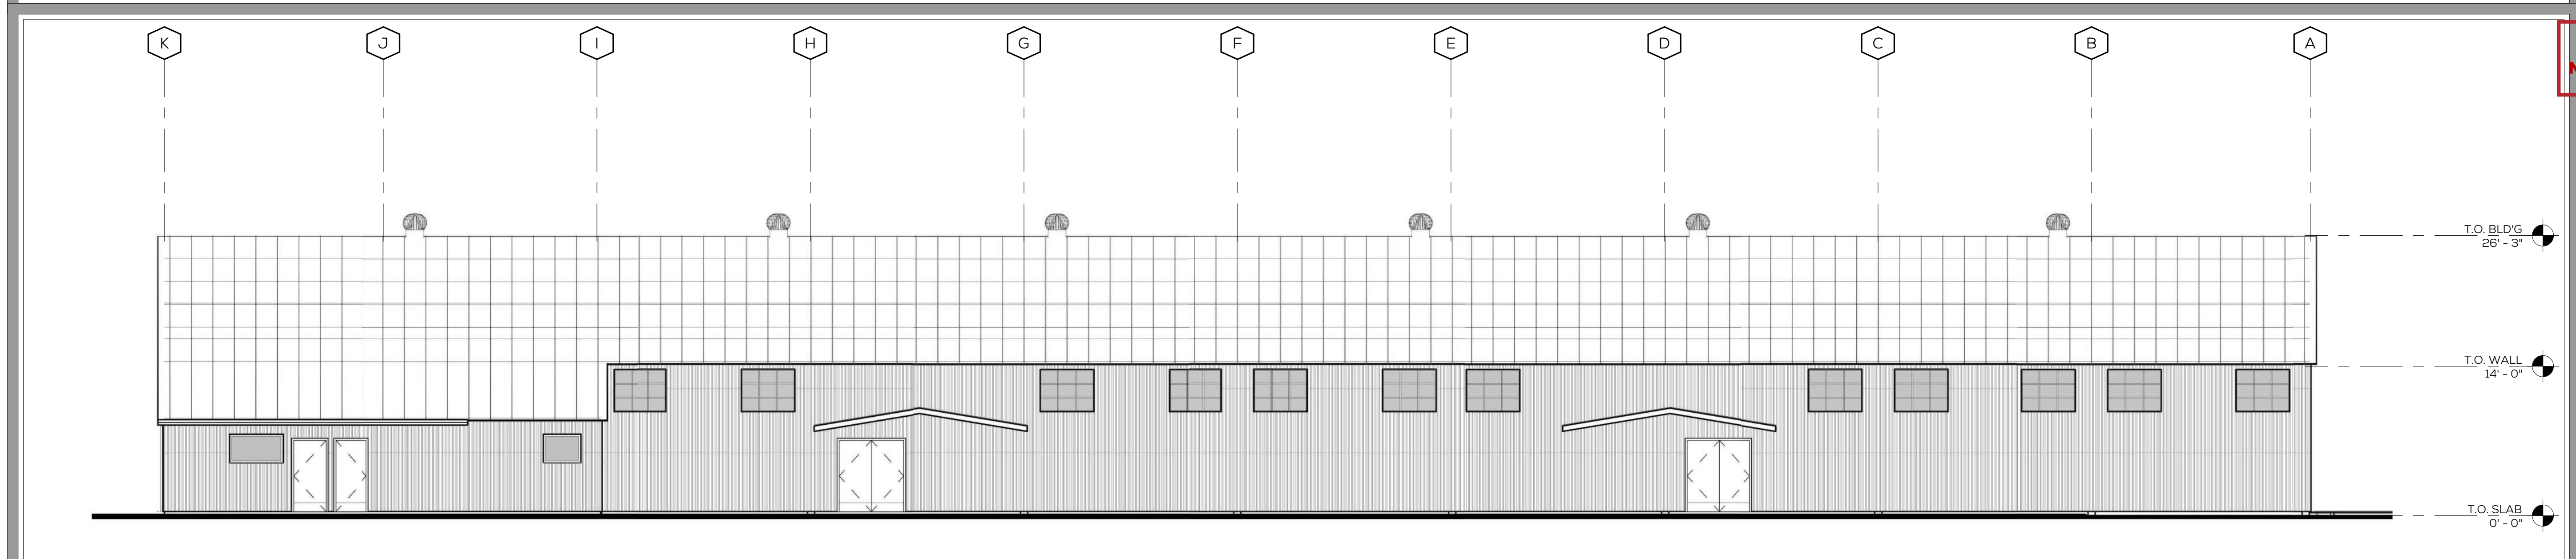 K J I H G F E D C B A
T.O. BLD'G
26' - 3"
T.O. WALL
14' - 0"
T.O. SLAB
0' - 0"